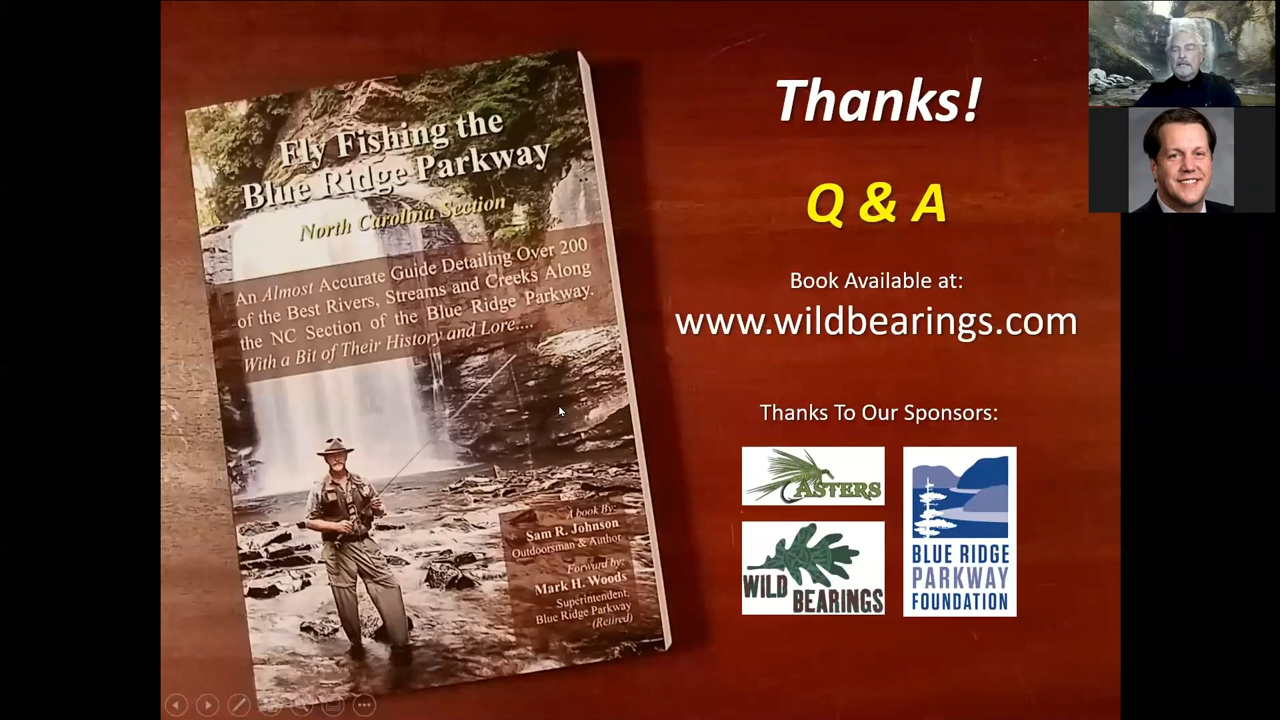 Fly Fishing the
Blue Ridge Parkway
North Carolina Section
An Almost Accurate Guide Detailing Over 200
of the Best Rivers, Streams and Creeks Along
the NC Section of the Blue Ridge Parkway.
With a Bit of Their History and Lore....
A book By:
Sam R. Johnson
Outdoorsman & Author
Forword by:
Mark H. Woods
Superintendent,
Blue Ridge Parkway
(Retired)
Thanks!
Q & A
Book Available at:
www.wildbearings.com
Thanks To Our Sponsors:
CASTERS
WILD BEARINGS
BLUE RIDGE
PARKWAY
FOUNDATION